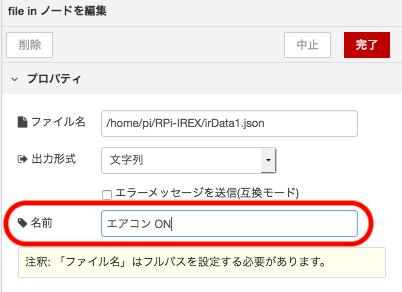 file in ノードを編集
削除 中止 完了
プロパティ
ファイル名 /home/pi/RPi-IREX/irData1.json
出力形式 文字列
エラーメッセージを送信(互換モード)
名前 エアコン ON
注釈: 「ファイル名」はフルパスを設定する必要があります。